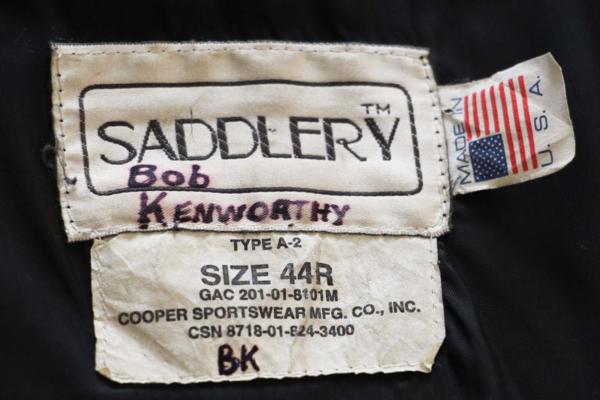 SADDLERY™
Bob
KENWORTHY
MADE IN
U.S.A.
TYPE A-2
SIZE 44R
GAC 201-01-8101M
COOPER SPORTSWEAR MFG. CO., INC.
CSN 8718-01-824-3400
BK